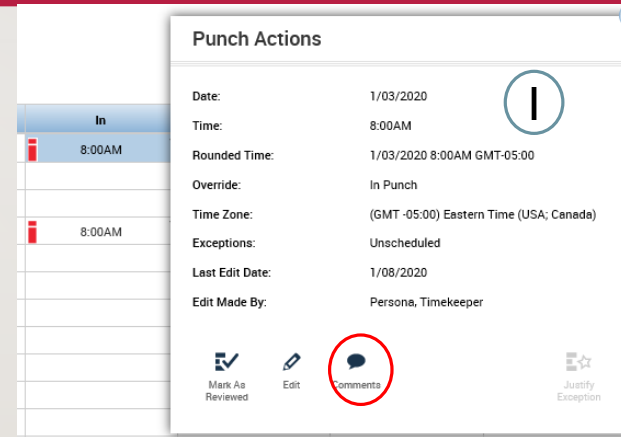 Punch Actions
Date: 1/03/2020
I
Time: 8:00AM
Rounded Time: 1/03/2020 8:00AM GMT-05:00
Override: In Punch
Time Zone: (GMT -05:00) Eastern Time (USA; Canada)
Exceptions: Unscheduled
Last Edit Date: 1/08/2020
Edit Made By: Persona, Timekeeper
Mark As Reviewed
Edit
Comments
Justify Exception
In
8:00AM
8:00AM